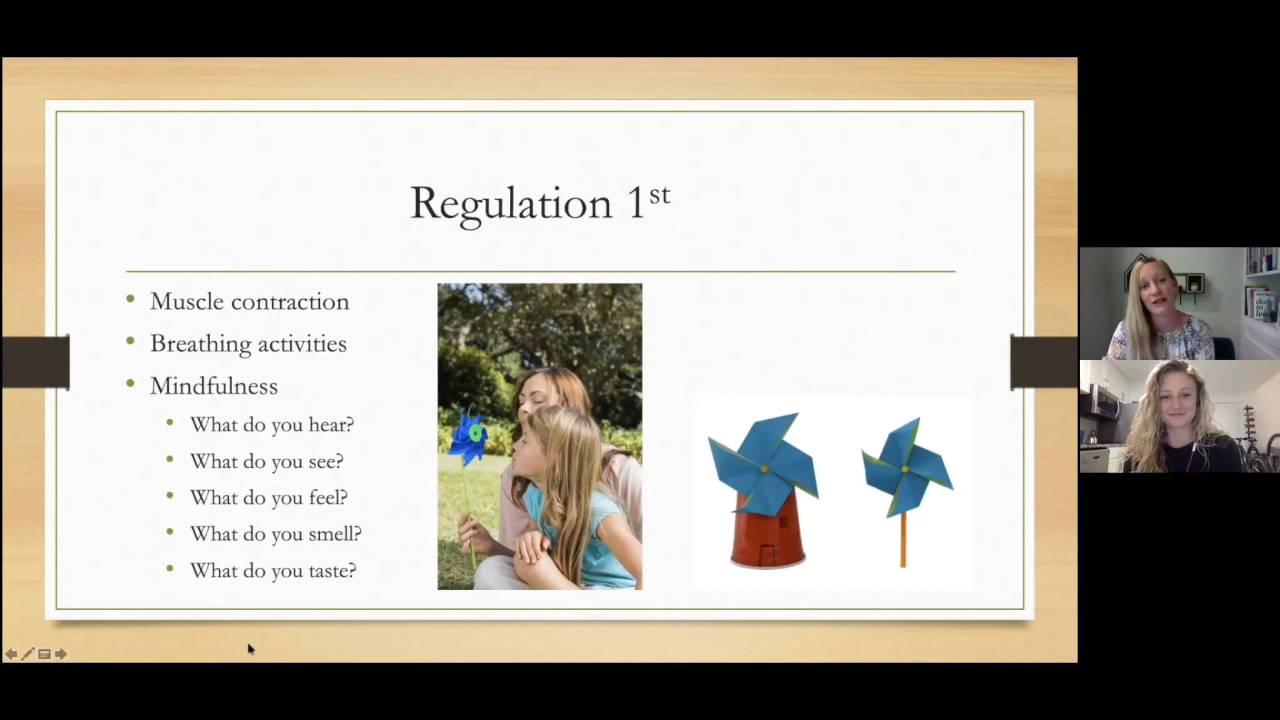 Regulation 1st
Muscle contraction
Breathing activities
Mindfulness
What do you hear?
What do you see?
What do you feel?
What do you smell?
What do you taste?